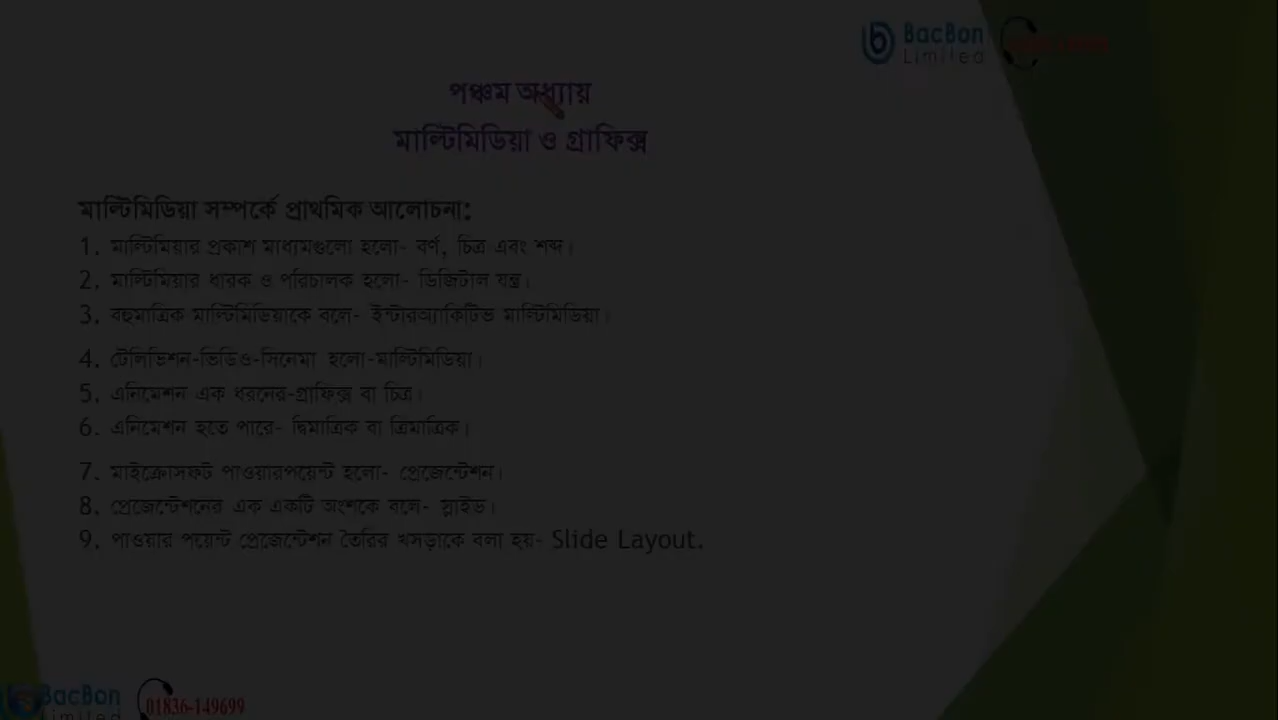 BacBon
Limited
পঞ্চম অধ্যায়
মাল্টিমিডিয়া ও গ্রাফিক্স
মাল্টিমিডিয়া সম্পর্কে প্রাথমিক আলোচনা:
1. মাল্টিমিয়ার প্রকাশ মাধ্যমগুলো হলো- বর্ণ, চিত্র এবং শব্দ।
2. মাল্টিমিয়ার ধারক ও পরিচালক হলো- ডিজিটাল যন্ত্র।
3. বহুমাত্রিক মাল্টিমিডিয়াকে বলে- ইন্টারঅ্যাকিটিভ মাল্টিমিডিয়া।
4. টেলিভিশন-ভিডিও-সিনেমা হলো-মাল্টিমিডিয়া।
5. এনিমেশন এক ধরনের-গ্রাফিক্স বা চিত্র।
6. এনিমেশন হতে পারে- দ্বিমাত্রিক বা ত্রিমাত্রিক।
7. মাইক্রোসফট পাওয়ারপয়েন্ট হলো- প্রেজেন্টেশন।
8. প্রেজেন্টেশনের এক একটি অংশকে বলে- স্লাইড।
9. পাওয়ার পয়েন্ট প্রেজেন্টেশন তৈরির খসড়াকে বলা হয়- Slide Layout.
BacBon
Limited
01836-149699